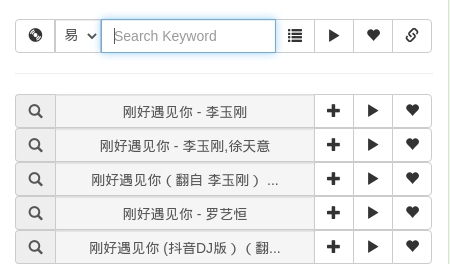 易 Search Keyword
刚好遇见你 - 李玉刚
刚好遇见你 - 李玉刚,徐天意
刚好遇见你（翻自 李玉刚） ...
刚好遇见你 - 罗艺恒
刚好遇见你 (抖音DJ版）（翻...